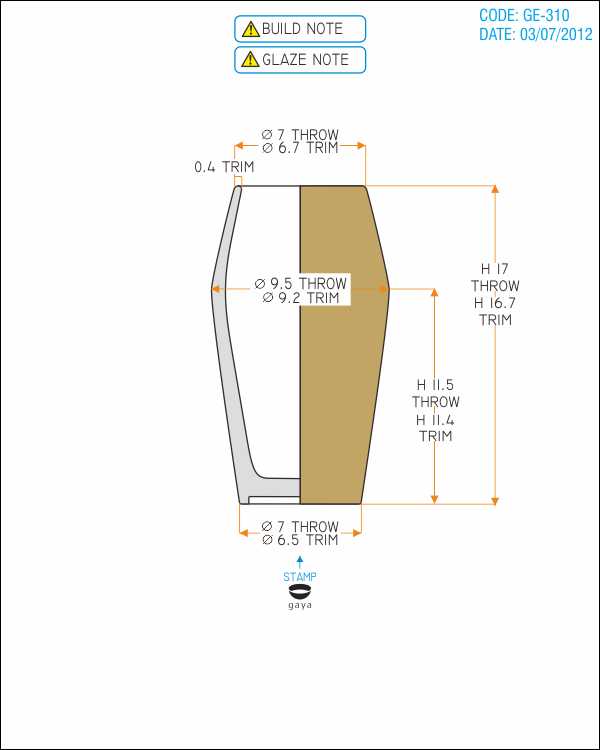 CODE: GE-310
DATE: 03/07/2012
BUILD NOTE
GLAZE NOTE
Ø 7 THROW
Ø 6.7 TRIM
0.4 TRIM
Ø 9.5 THROW
Ø 9.2 TRIM
H 17
THROW
H 16.7
TRIM
H 11.5
THROW
H 11.4
TRIM
Ø 7 THROW
Ø 6.5 TRIM
STAMP
gaya